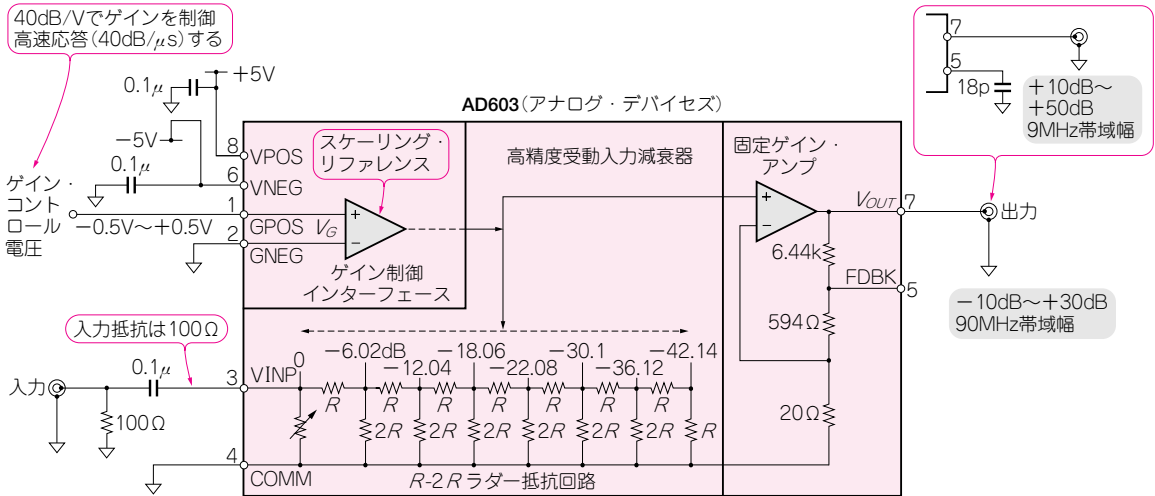 40dB/Vでゲインを制御
高速応答(40dB/μs)する
0.1μ
+5V
−5V
0.1μ
ゲイン・
コント
ロール
電圧
−0.5V～+0.5V
8
VPOS
6
VNEG
1
GPOS
VG
2
GNEG
AD603(アナログ・デバイセズ)
スケーリング・
リファレンス
+
−
ゲイン制御
インターフェース
高精度受動入力減衰器
固定ゲイン・
アンプ
+
−
VOUT
7
出力
6.44k
FDBK
5
594Ω
20Ω
7
5
18p
+10dB～
+50dB
9MHz帯域幅
−10dB～+30dB
90MHz帯域幅
入力抵抗は100Ω
入力
0.1μ
100Ω
3
VINP
0
−6.02dB
−12.04
−18.06
−22.08
−30.1
−36.12
−42.14
R
R
R
R
R
R
R
2R
2R
2R
2R
2R
2R
R
4
COMM
R-2Rラダー抵抗回路